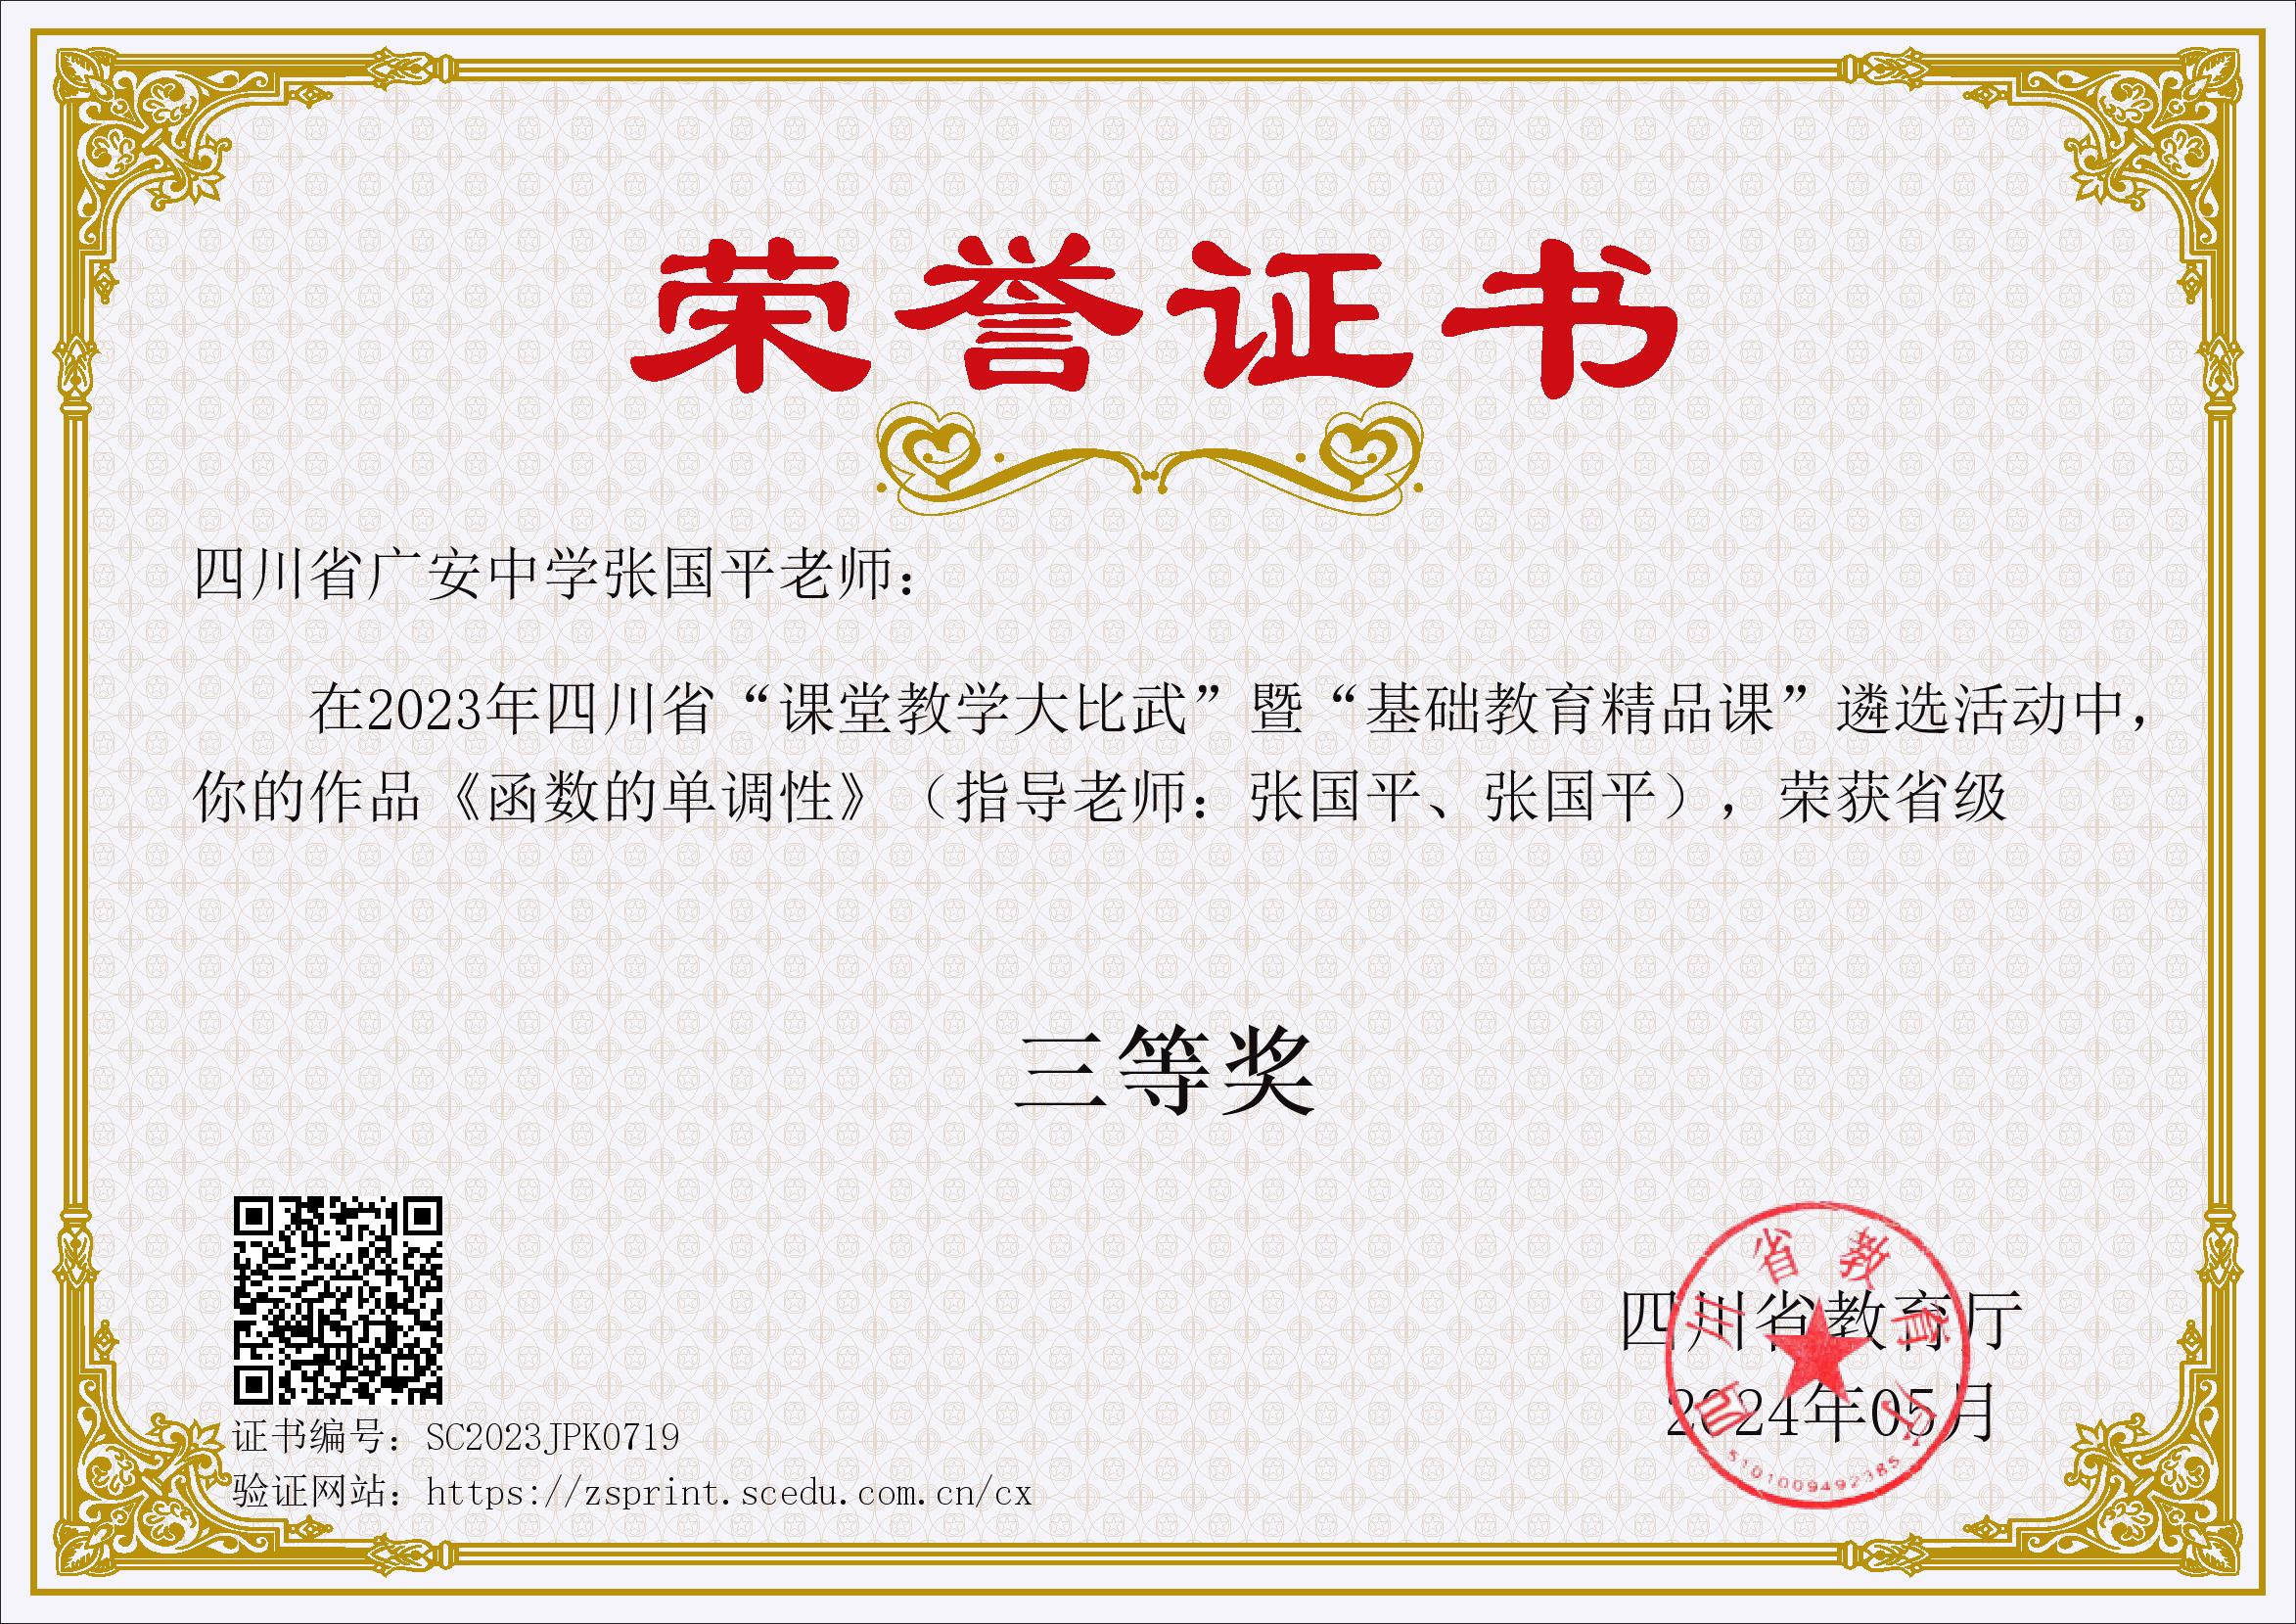 荣誉证书
四川省广安中学张国平老师：
在2023年四川省“课堂教学大比武”暨“基础教育精品课”遴选活动中，
你的作品《函数的单调性》（指导老师：张国平、张国平），荣获省级
三等奖
四川省教育厅
2024年05月
四川省教育厅
5101009492385
证书编号：SC2023JPK0719
验证网站：https://zsprint.scedu.com.cn/cx